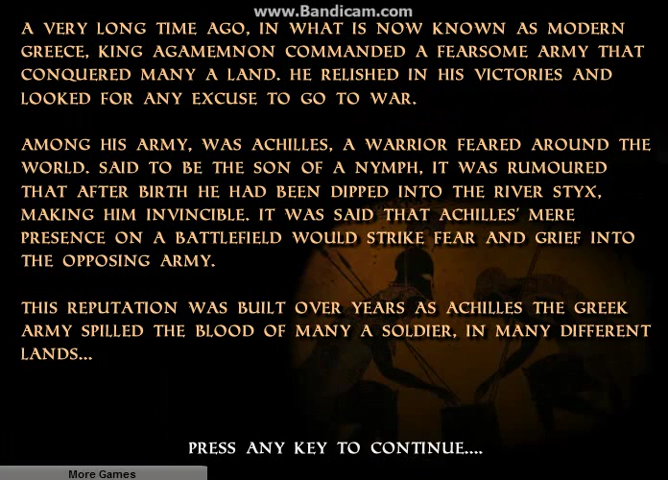 www.Bandicam.com
A VERY LONG TIME AGO, IN WHAT IS NOW KNOWN AS MODERN
GREECE, KING AGAMEMNON COMMANDED A FEARSOME ARMY THAT
CONQUERED MANY A LAND. HE RELISHED IN HIS VICTORIES AND
LOOKED FOR ANY EXCUSE TO GO TO WAR.
AMONG HIS ARMY, WAS ACHILLES, A WARRIOR FEARED AROUND THE
WORLD. SAID TO BE THE SON OF A NYMPH, IT WAS RUMOURED
THAT AFTER BIRTH HE HAD BEEN DIPPED INTO THE RIVER STYX,
MAKING HIM INVINCIBLE. IT WAS SAID THAT ACHILLES' MERE
PRESENCE ON A BATTLEFIELD WOULD STRIKE FEAR AND GRIEF INTO
THE OPPOSING ARMY.
THIS REPUTATION WAS BUILT OVER YEARS AS ACHILLES THE GREEK
ARMY SPILLED THE BLOOD OF MANY A SOLDIER, IN MANY DIFFERENT
LANDS...
PRESS ANY KEY TO CONTINUE....
More Games